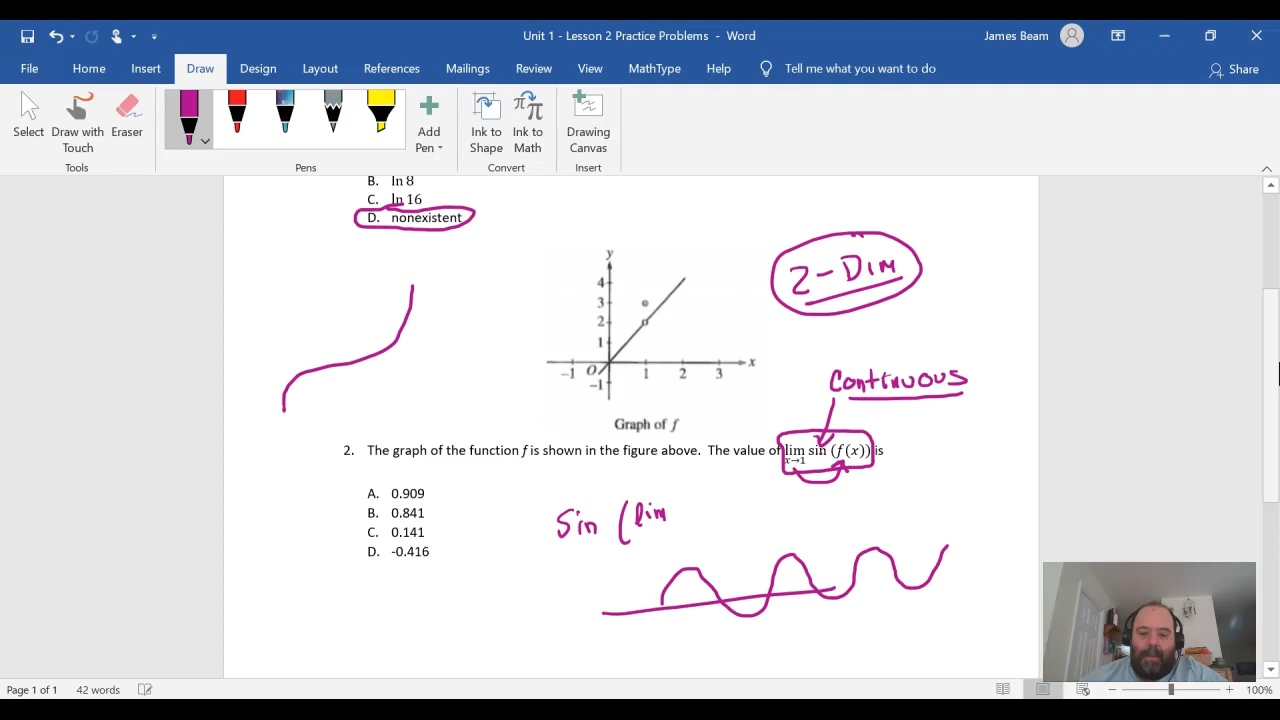 Unit 1 - Lesson 2 Practice Problems - Word
James Beam
File Home Insert Draw Design Layout References Mailings Review View MathType Help Tell me what you want to do
Share
Select Draw with Touch Eraser Add Pen Ink to Shape Ink to Math Drawing Canvas
Tools Pens Convert Insert
B. ln 8
C. ln 16
D. nonexistent
2-Dim
y
4
3
2
1
-1 O 1 2 3 x
-1
Graph of f
Continuous
2. The graph of the function f is shown in the figure above. The value of lim x→1 sin (f(x)) is
A. 0.909
B. 0.841
C. 0.141
D. -0.416
Sin (lim
Page 1 of 1 42 words 100%